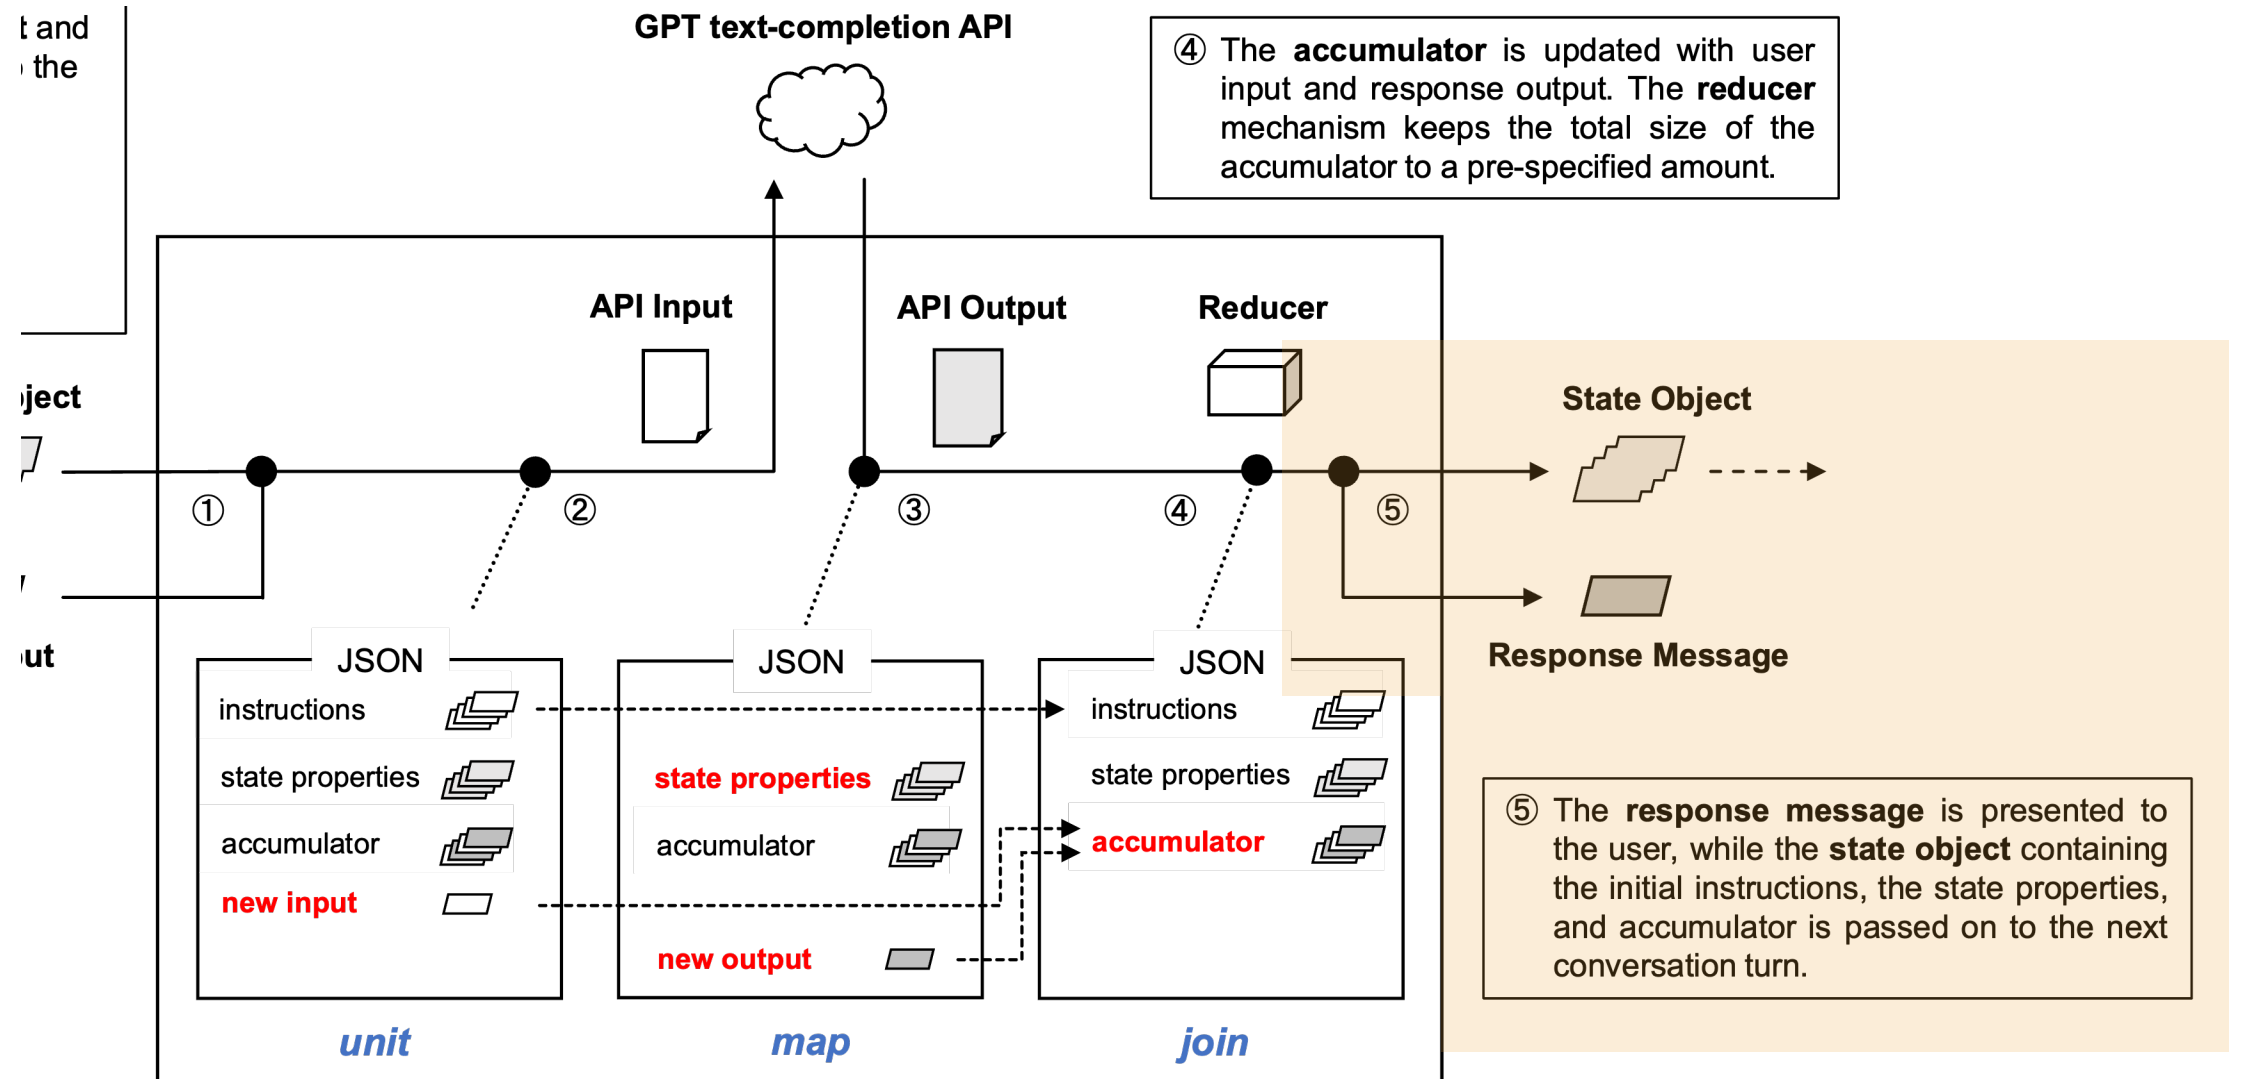 t and
the
GPT text-completion API
④ The accumulator is updated with user
input and response output. The reducer
mechanism keeps the total size of the
accumulator to a pre-specified amount.
API Input
API Output
Reducer
ject
State Object
①
②
③
④
⑤
ut
Response Message
JSON
instructions
state properties
accumulator
new input
JSON
state properties
accumulator
new output
JSON
instructions
state properties
accumulator
⑤ The response message is presented to
the user, while the state object containing
the initial instructions, the state properties,
and accumulator is passed on to the next
conversation turn.
unit
map
join